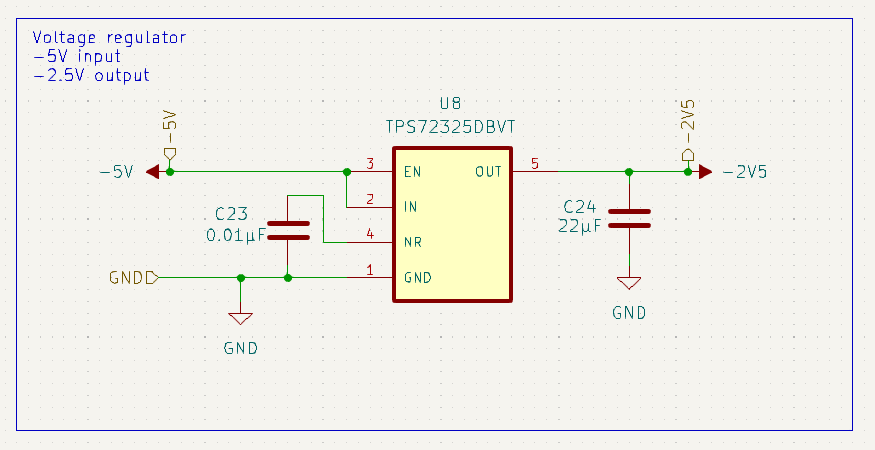 Voltage regulator
-5V input
-2.5V output
U8
TPS72325DBVT
-5V
-2V5
-5V
3
EN
OUT
5
-2V5
2
IN
C23
0.01µF
C24
22µF
4
NR
GND
1
GND
GND
GND